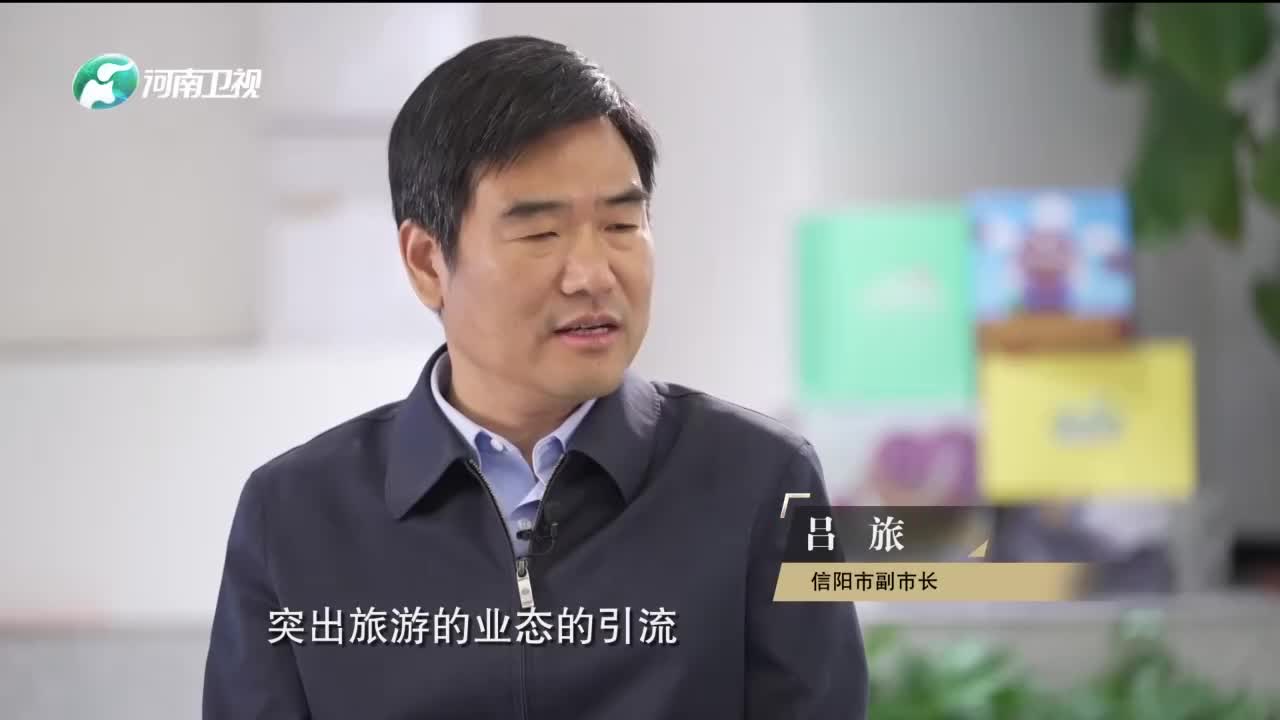 河南卫视
吕 旅
信阳市副市长
突出旅游的业态的引流